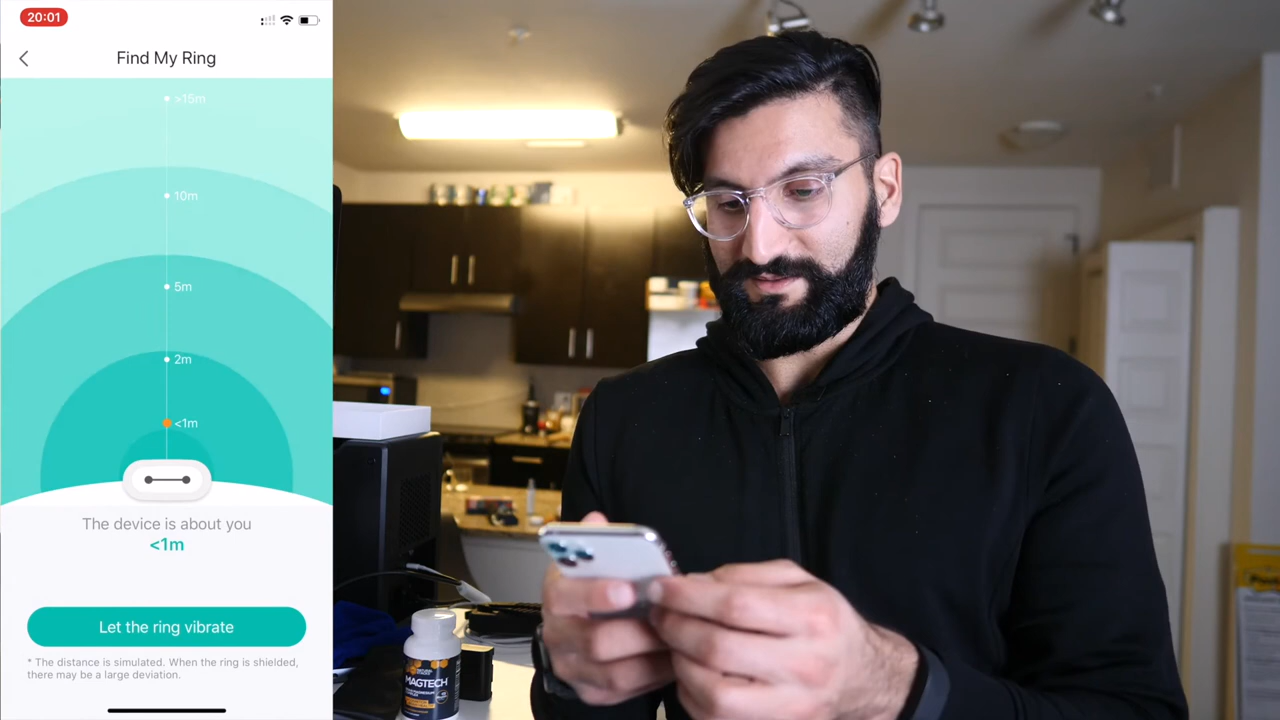 20:01
Find My Ring
>15m
10m
5m
2m
<1m
The device is about you
<1m
Let the ring vibrate
* The distance is simulated. When the ring is shielded,
there may be a large deviation.
MAGTECH